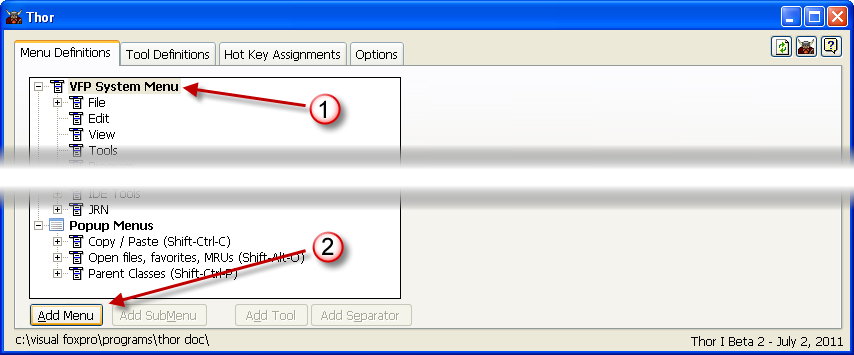 Thor
Menu Definitions Tool Definitions Hot Key Assignments Options
VFP System Menu
File
1
Edit
View
Tools
IDE Tools
JRN
Popup Menus
Copy / Paste (Shift-Ctrl-C)
2
Open files, favorites, MRUs (Shift-Alt-O)
Parent Classes (Shift-Ctrl-P)
Add Menu Add SubMenu Add Tool Add Separator
c:\visual foxpro\programs\thor doc\ Thor I Beta 2 - July 2, 2011